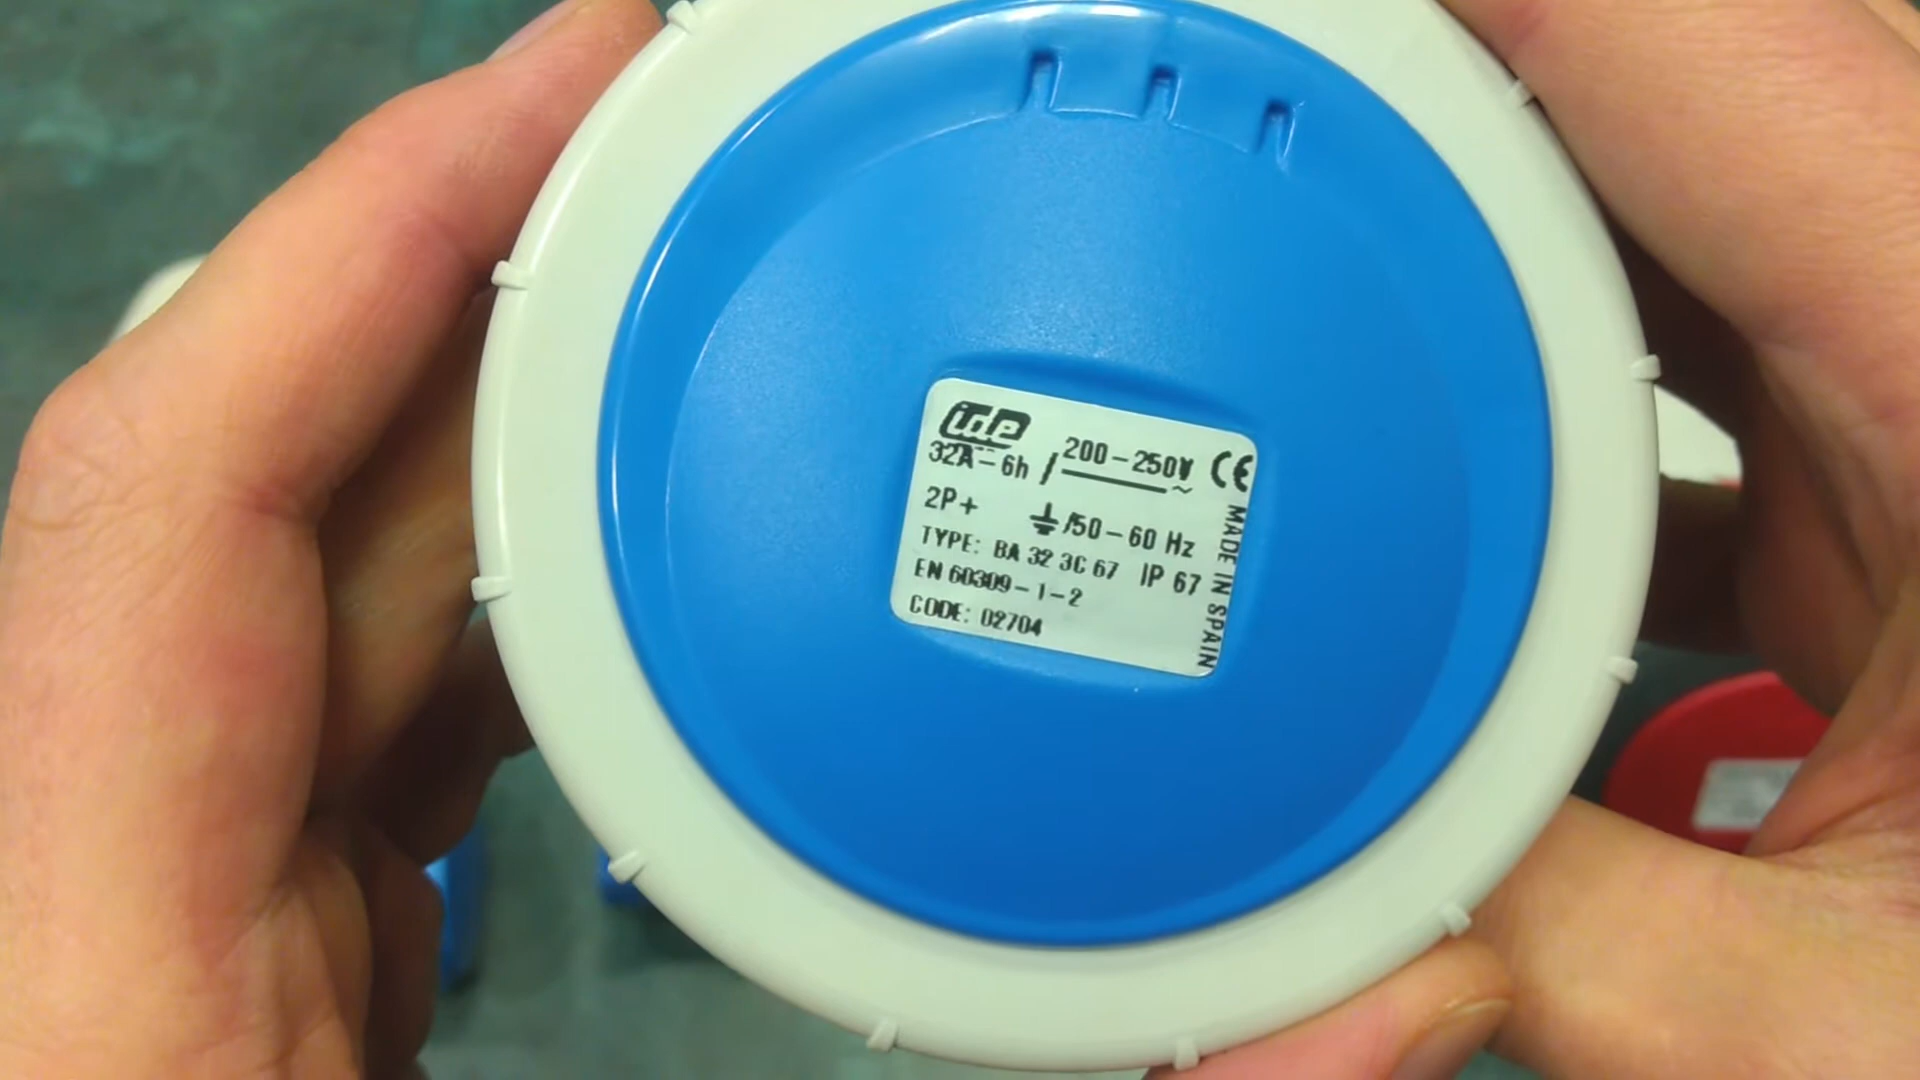 ide
32A-6h / 200-250V ~ CE
2P+ ⏚/50-60 Hz
TYPE: BA 32 3C 67 IP 67
EN 60309-1-2
CODE: 02704
MADE IN SPAIN